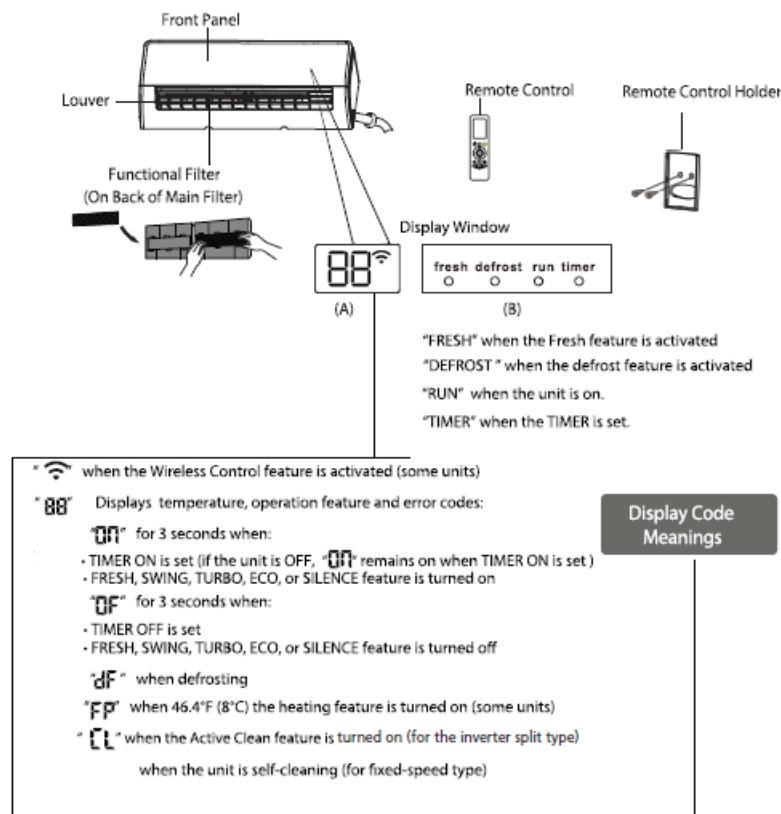 Front Panel
Louver
Remote Control
Remote Control Holder
Functional Filter
(On Back of Main Filter)
Display Window
88
fresh defrost run timer
(A)
(B)
"FRESH" when the Fresh feature is activated
"DEFROST " when the defrost feature is activated
"RUN" when the unit is on.
"TIMER" when the TIMER is set.
" " when the Wireless Control feature is activated (some units)
"88" Displays temperature, operation feature and error codes:
Display Code
Meanings
"ON" for 3 seconds when:
• TIMER ON is set (if the unit is OFF, "ON" remains on when TIMER ON is set )
• FRESH, SWING, TURBO, ECO, or SILENCE feature is turned on
"OF" for 3 seconds when:
• TIMER OFF is set
• FRESH, SWING, TURBO, ECO, or SILENCE feature is turned off
"dF " when defrosting
"FP" when 46.4°F (8°C) the heating feature is turned on (some units)
" CL " when the Active Clean feature is turned on (for the inverter split type)
when the unit is self-cleaning (for fixed-speed type)